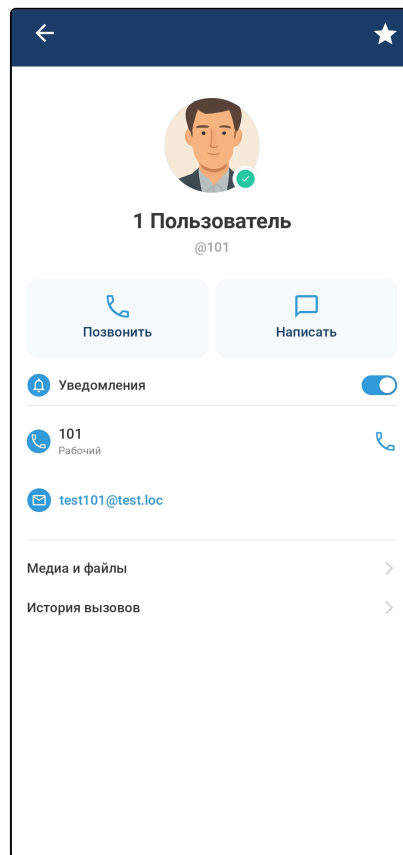 1 Пользователь
@101
Позвонить
Написать
Уведомления
101
Рабочий
test101@test.loc
Медиа и файлы
История вызовов